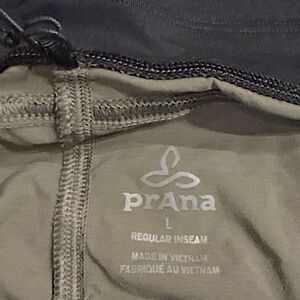 prAna
L
REGULAR INSEAM
MADE IN VIETNAM
FABRIQUÉ AU VIETNAM